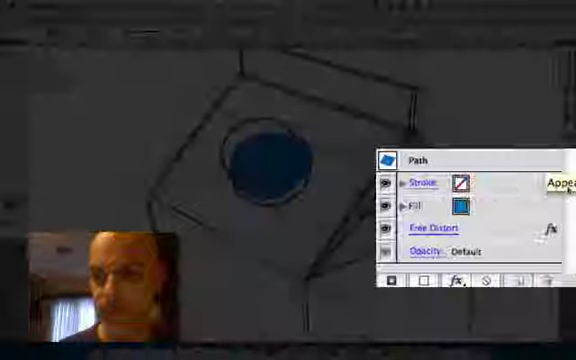 Path
Stroke:
Appea
Fill:
Free Distort
fx
Opacity: Default
fx